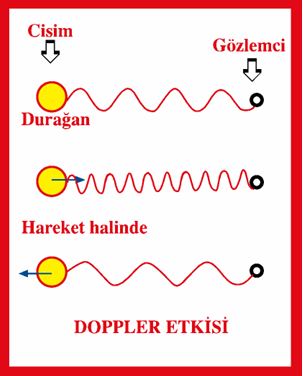 Cisim
Gözlemci
Durağan
Hareket halinde
DOPPLER ETKİSİ